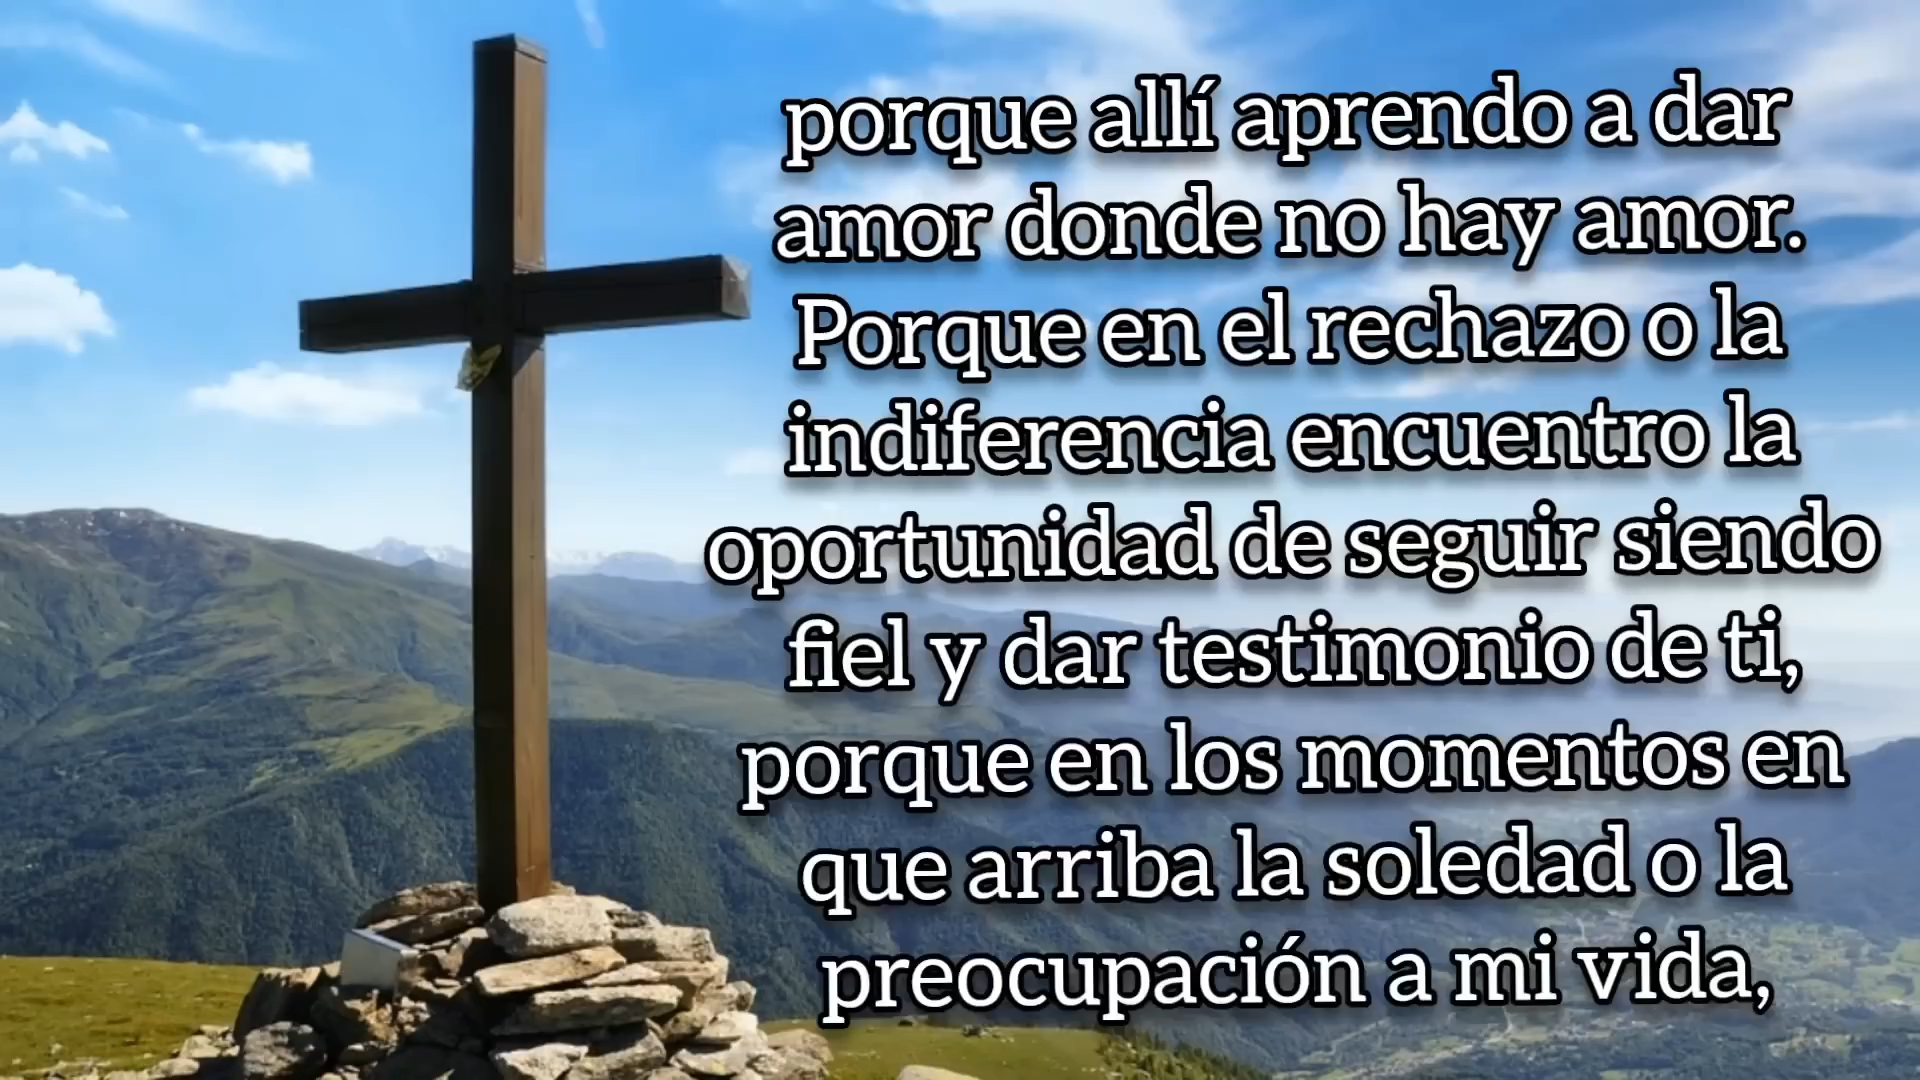 porque allí aprendo a dar
amor donde no hay amor.
Porque en el rechazo o la
indiferencia encuentro la
oportunidad de seguir siendo
fiel y dar testimonio de ti,
porque en los momentos en
que arriba la soledad o la
preocupación a mi vida,